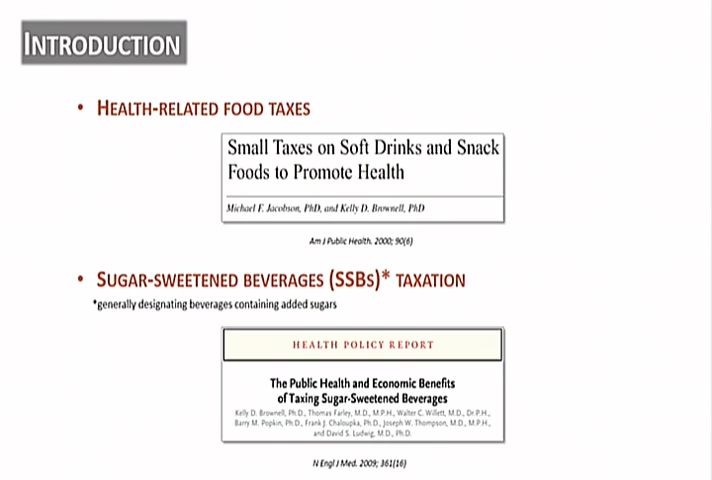 INTRODUCTION
• HEALTH-RELATED FOOD TAXES
Small Taxes on Soft Drinks and Snack
Foods to Promote Health
Michael F. Jacobson, PhD, and Kelly D. Brownell, PhD
Am J Public Health. 2000; 90(6)
• SUGAR-SWEETENED BEVERAGES (SSBS)* TAXATION
*generally designating beverages containing added sugars
HEALTH POLICY REPORT
The Public Health and Economic Benefits
of Taxing Sugar-Sweetened Beverages
Kelly D. Brownell, Ph.D., Thomas Farley, M.D., M.P.H., Walter C. Willett, M.D., Dr.P.H.,
Barry M. Popkin, Ph.D., Frank J. Chaloupka, Ph.D., Joseph W. Thompson, M.D., M.P.H.,
and David S. Ludwig, M.D., Ph.D.
N Engl J Med. 2009; 361(16)